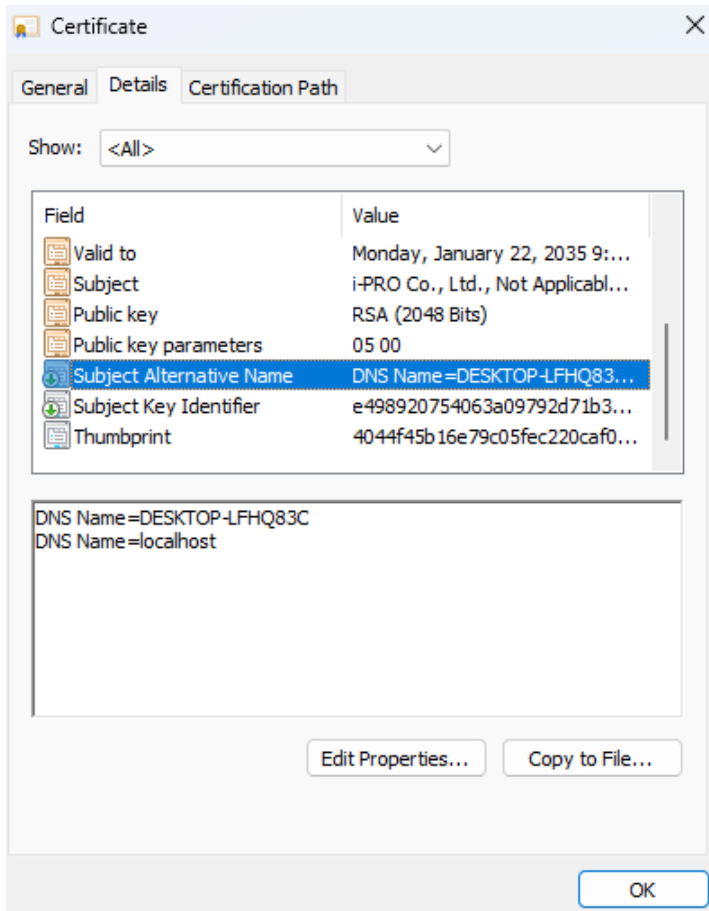 Certificate
General Details Certification Path
Show: <All>
Field Value
Valid to Monday, January 22, 2035 9:...
Subject i-PRO Co., Ltd., Not Applicabl...
Public key RSA (2048 Bits)
Public key parameters 05 00
Subject Alternative Name DNS Name=DESKTOP-LFHQ83...
Subject Key Identifier e498920754063a09792d71b3...
Thumbprint 4044f45b16e79c05fec220caf0...
DNS Name=DESKTOP-LFHQ83C
DNS Name=localhost
Edit Properties... Copy to File...
OK